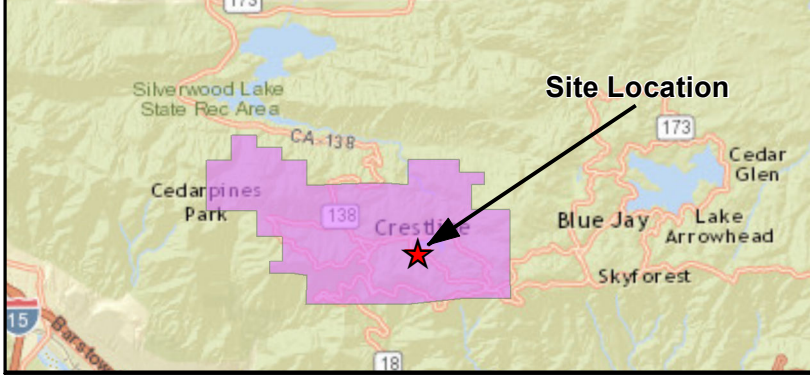 173
Silverwood Lake
State Rec Area
Site Location
CA-138
173
Cedar
Glen
Cedarpines
Park
138
Crestline
Blue Jay
Lake
Arrowhead
Skyforest
15
Barstow
18